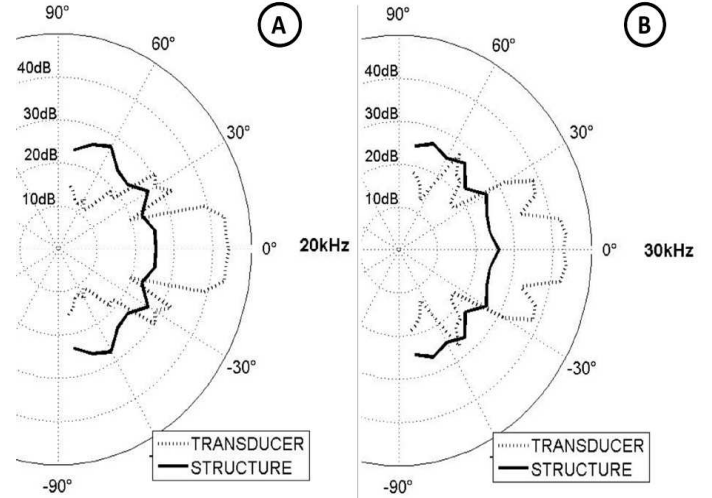 A
90°
60°
40dB
30dB
30°
20dB
10dB
0°
20kHz
-30°
TRANSDUCER
STRUCTURE
-90°
B
90°
60°
40dB
30dB
30°
20dB
10dB
0°
30kHz
-30°
TRANSDUCER
STRUCTURE
-90°